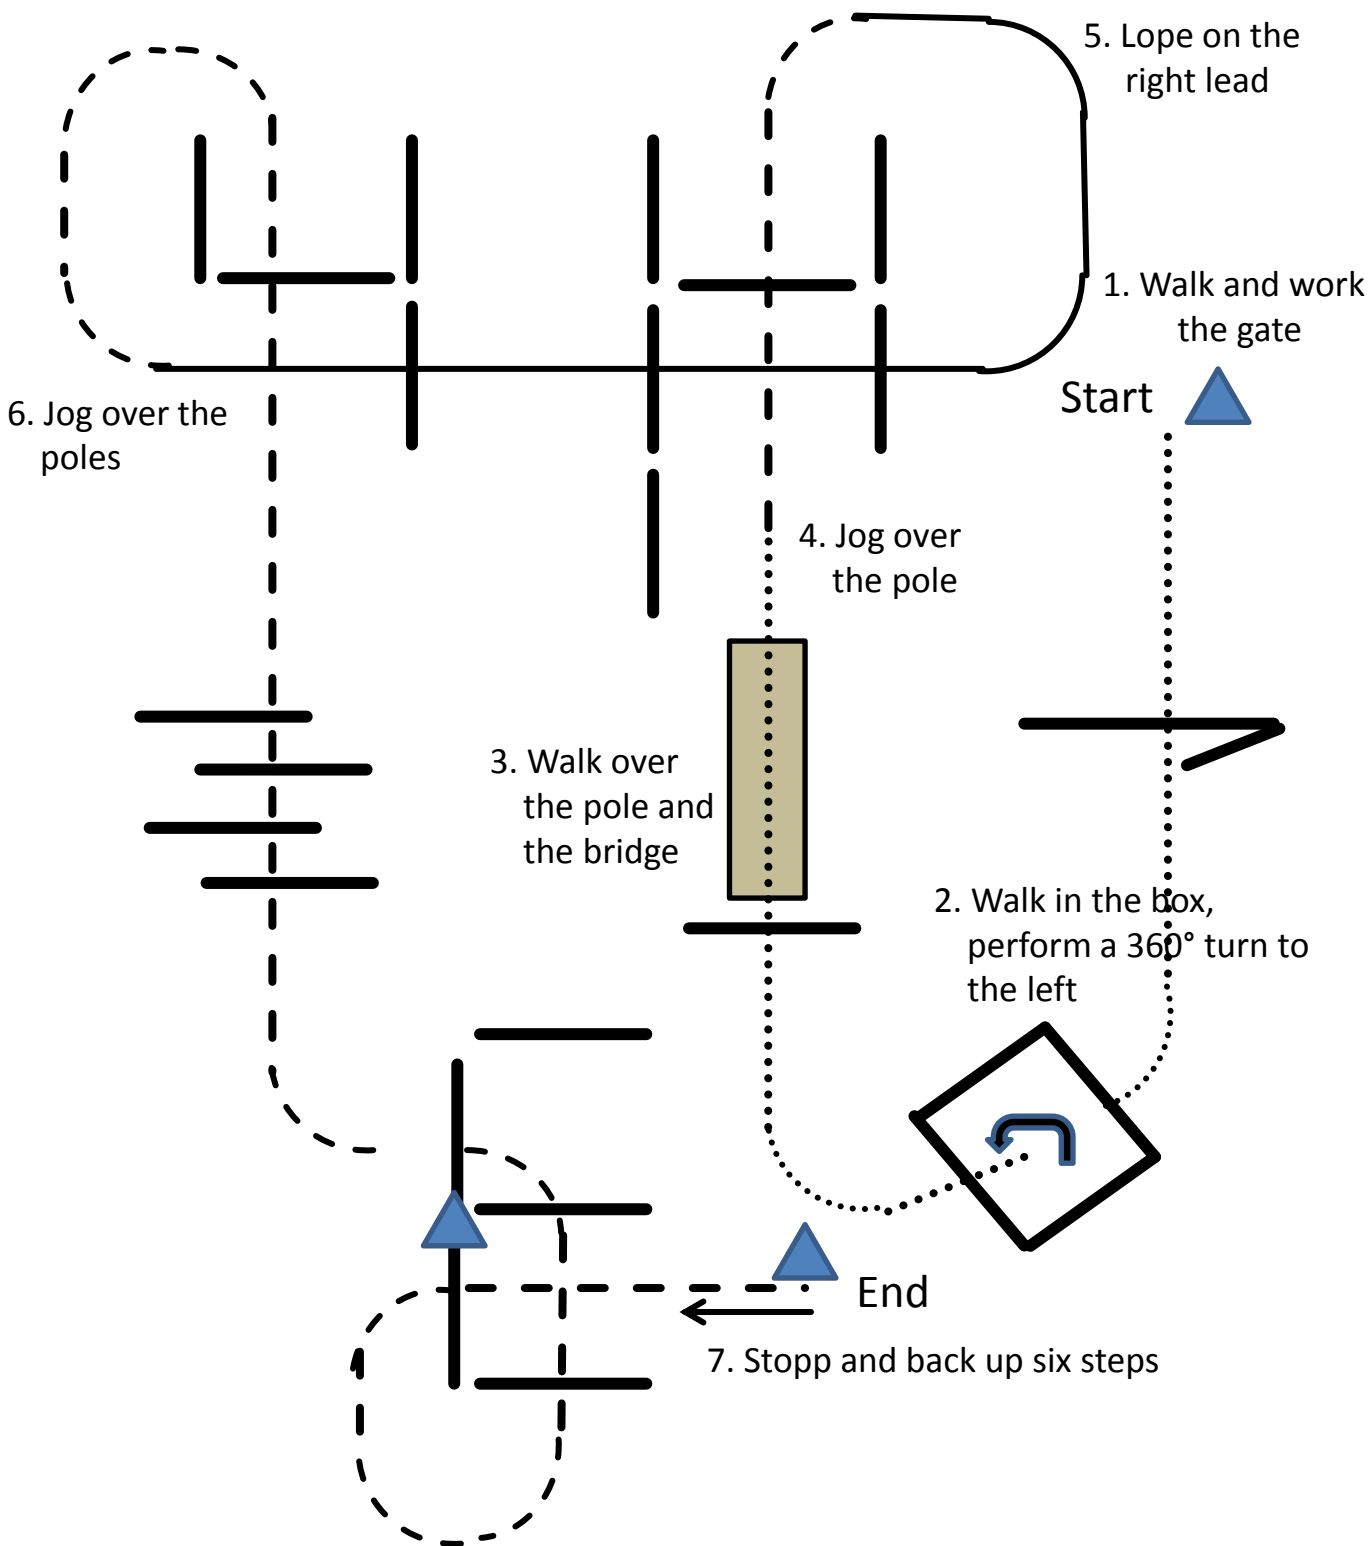 5. Lope on the
right lead
1. Walk and work
the gate
Start
6. Jog over the
poles
4. Jog over
the pole
3. Walk over
the pole and
the bridge
2. Walk in the box,
perform a 360° turn to
the left
End
7. Stopp and back up six steps